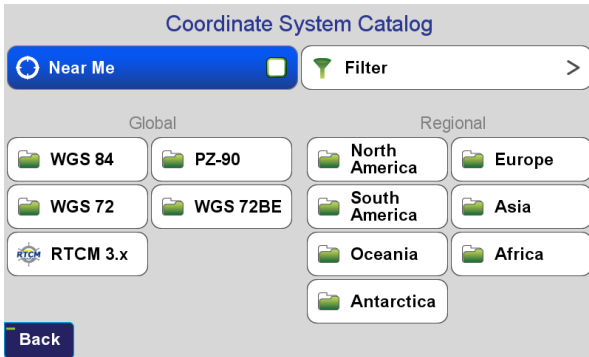 Coordinate System Catalog
Near Me
Filter >
Global
Regional
WGS 84
PZ-90
North
America
Europe
WGS 72
WGS 72BE
South
America
Asia
RTCM
RTCM 3.x
Oceania
Africa
Antarctica
Back